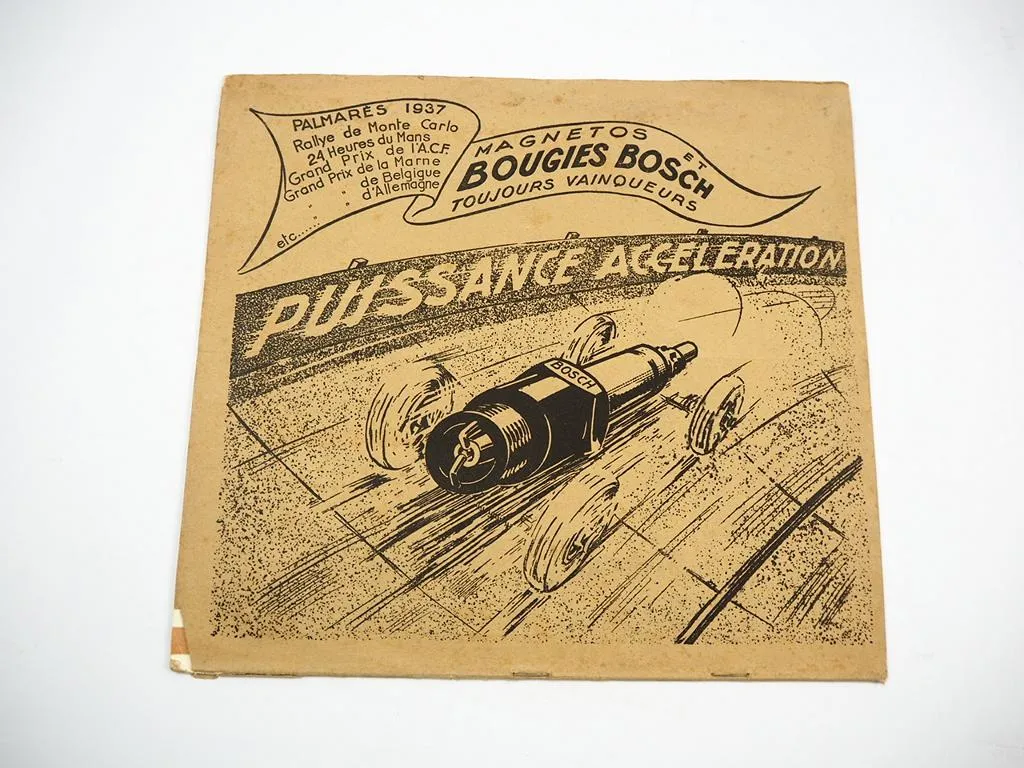 PALMARÈS 1937
Rallye de Monte Carlo
24 Heures du Mans
Grand Prix de l'A.C.F.
Grand Prix de la Marne
" " de Belgique
" " d'Allemagne
etc......
MAGNETOS ET
BOUGIES BOSCH
TOUJOURS VAINQUEURS
PUISSANCE ACCELERATION
BOSCH